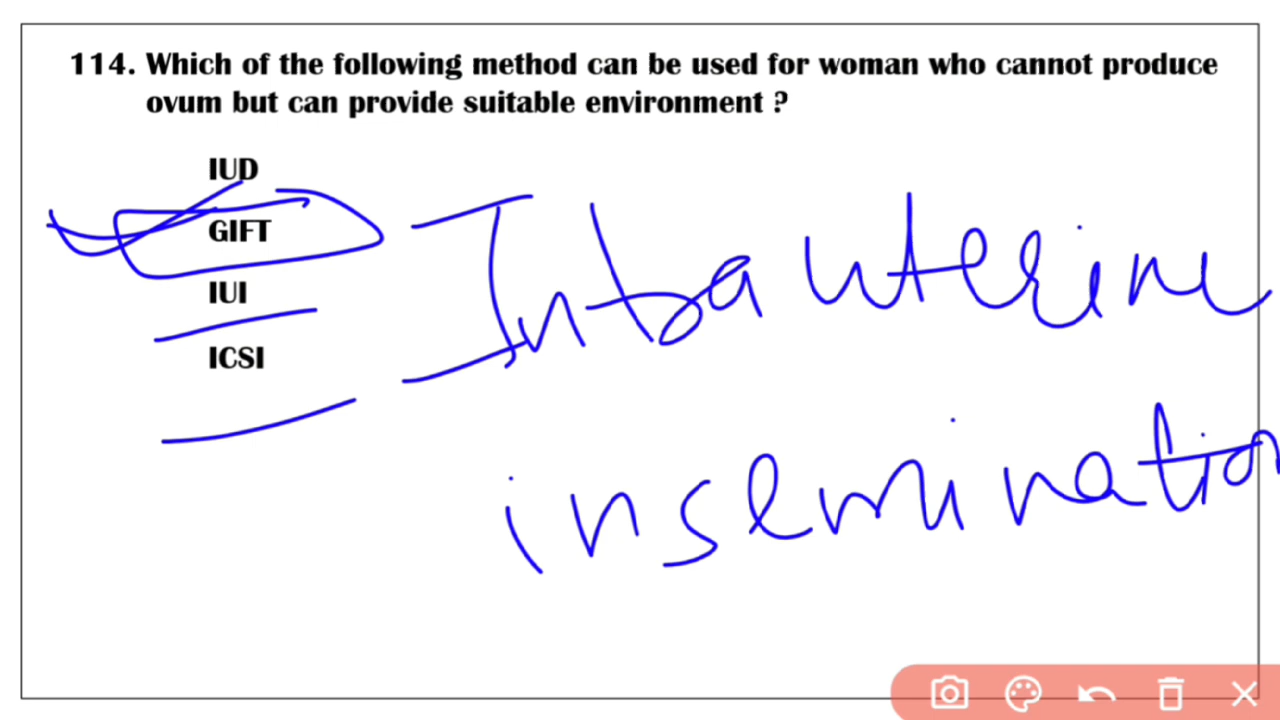 114. Which of the following method can be used for woman who cannot produce
ovum but can provide suitable environment ?
IUD
GIFT
IUI
ICSI
Intrauterine
insemination